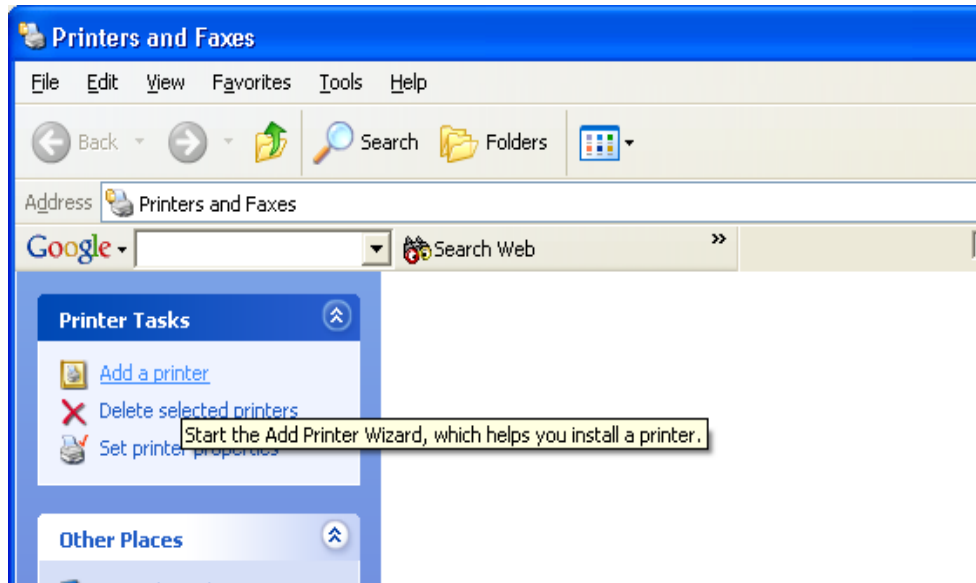 Printers and Faxes
File Edit View Favorites Tools Help
Back Search Folders
Address Printers and Faxes
Google Search Web »
Printer Tasks
Add a printer
Delete selected printers
Start the Add Printer Wizard, which helps you install a printer.
Set printer properties
Other Places